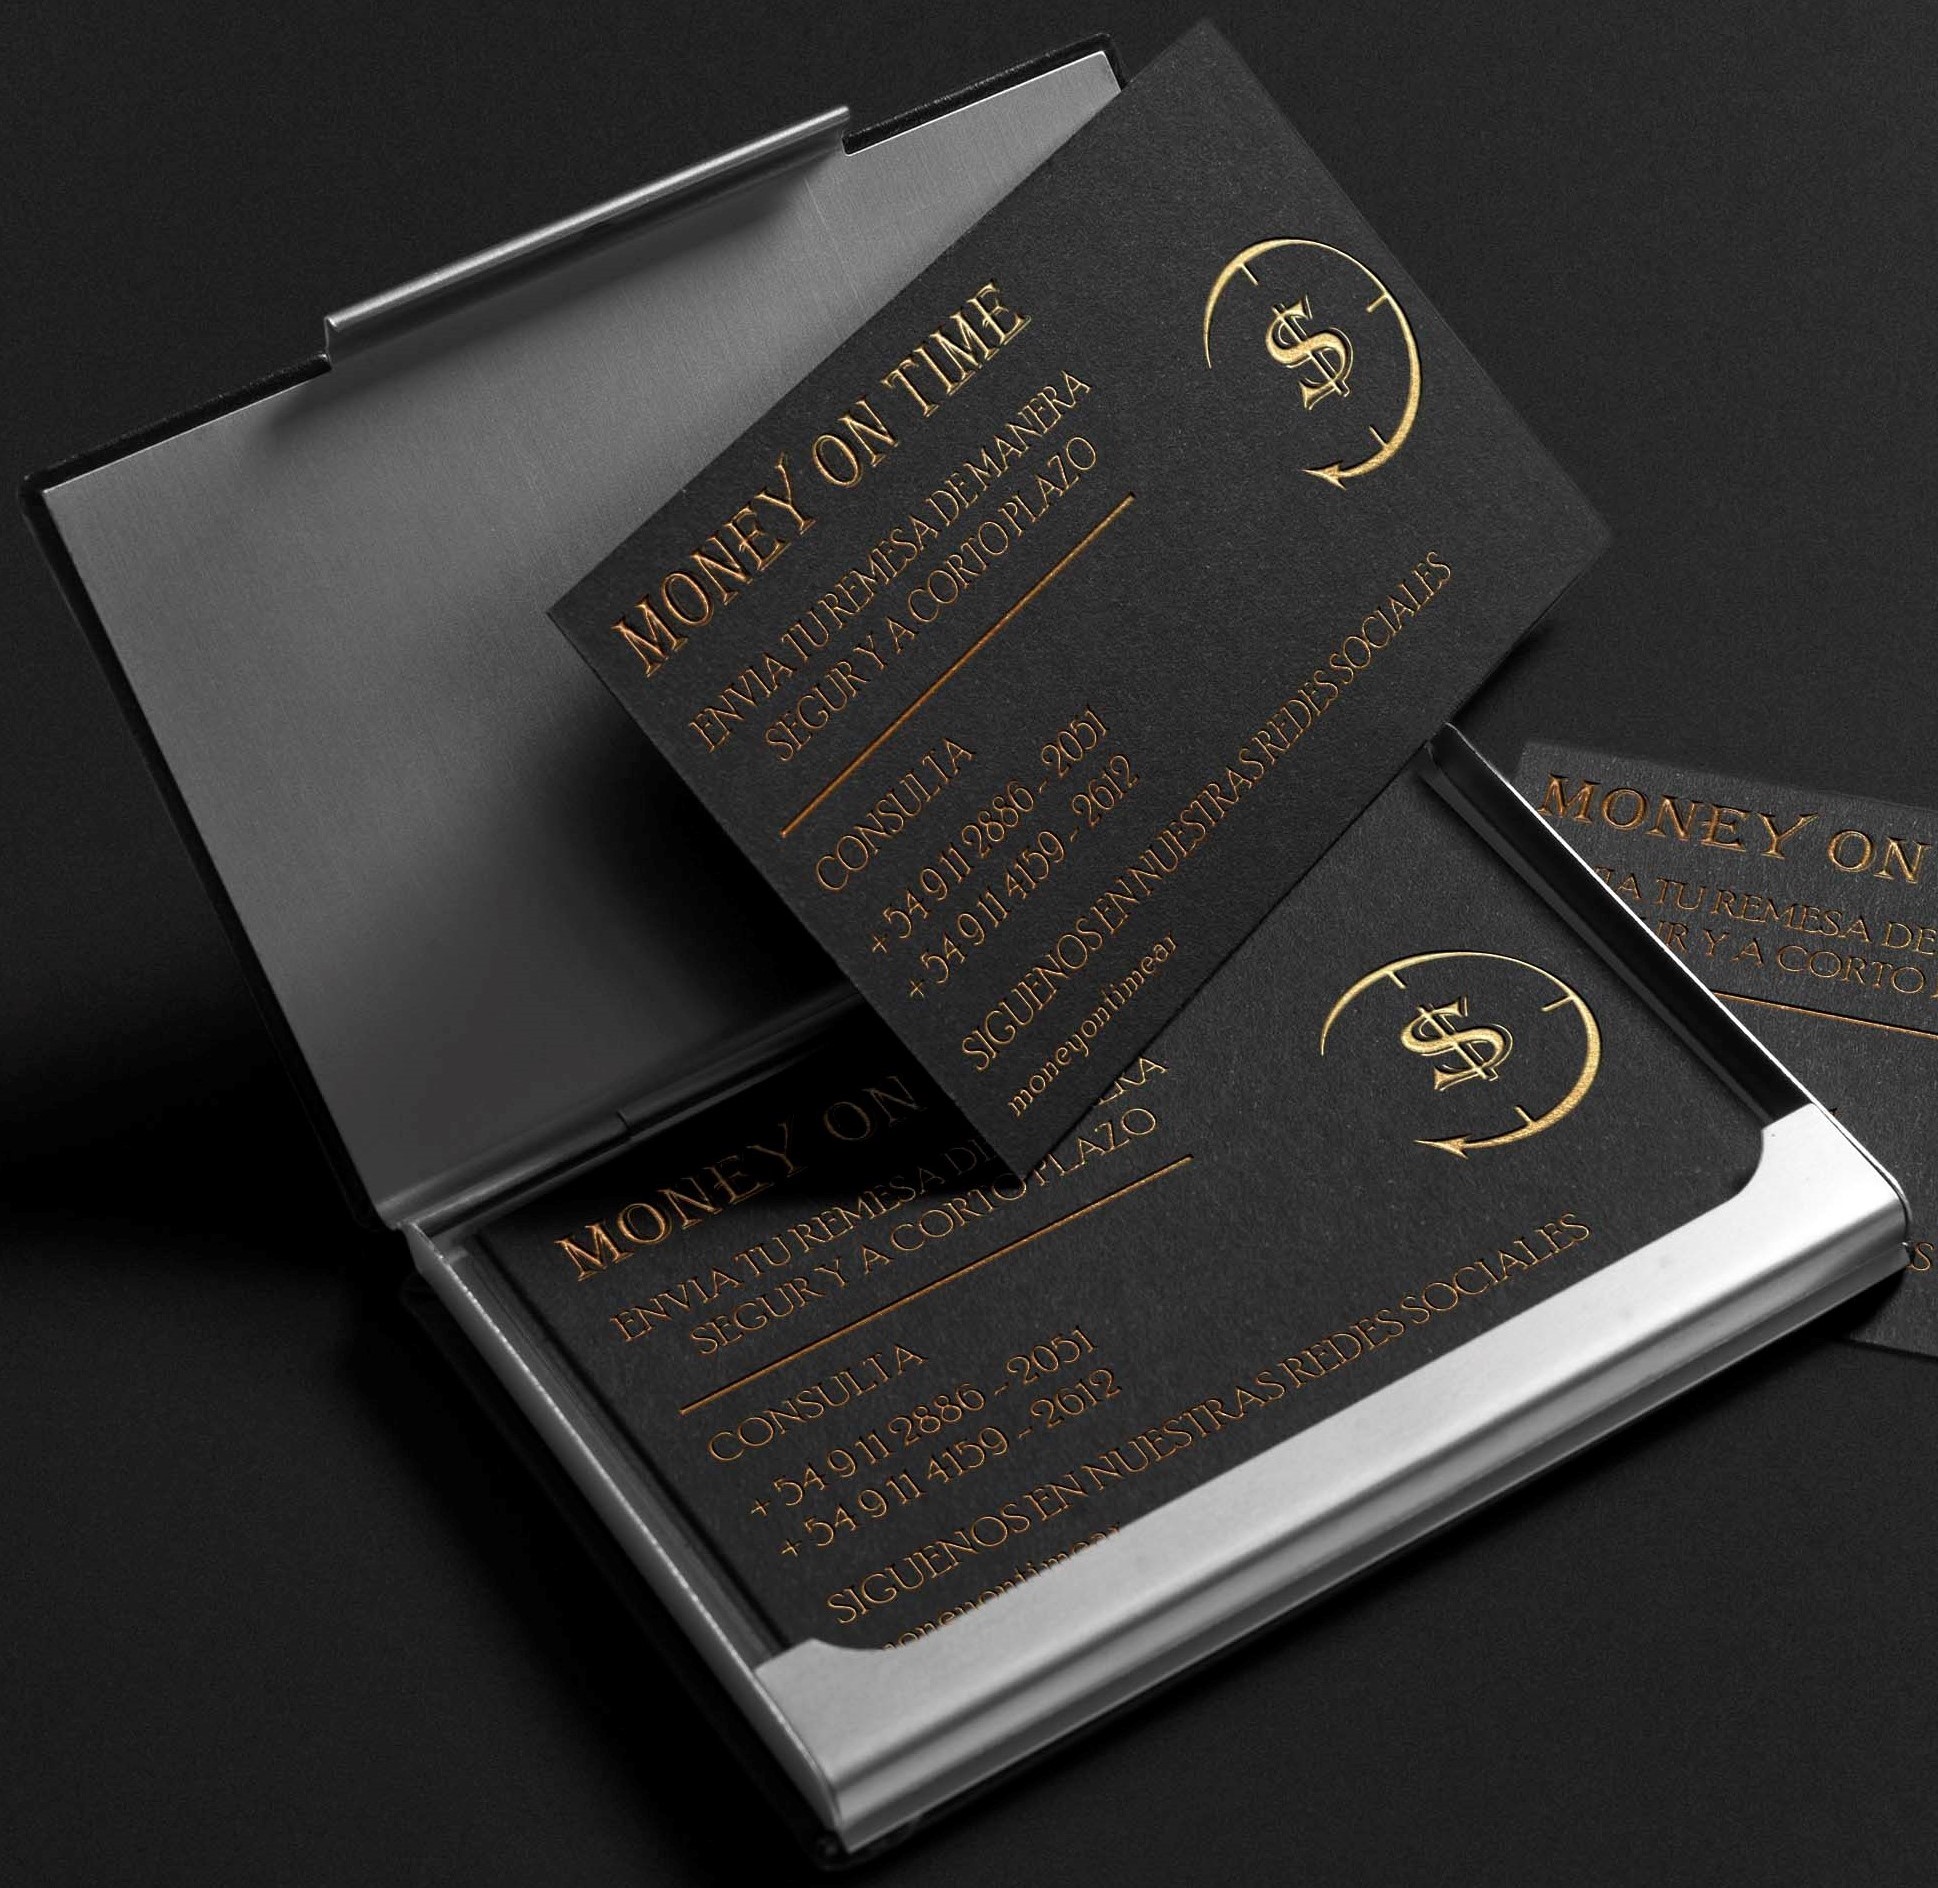 MONEY ON TIME
ENVIA TU REMESA DE MANERA
SEGUR Y A CORTO PLAZO
CONSULTA
+ 54 9 11 2886 - 2051
+ 54 9 11 4159 - 2612
SIGUENOS EN NUESTRAS REDES SOCIALES
moneyontimear
$
MONEY ON
ENVIA TU REMESA DE
SEGUR Y A CORTO PLAZO
CONSULTA
+ 54 9 11 2886 - 2051
+ 54 9 11 4159 - 2612
SIGUENOS EN NUESTRAS REDES SOCIALES
moneyontimear
$
MONEY ON
TU REMESA DE
Y A CORTO